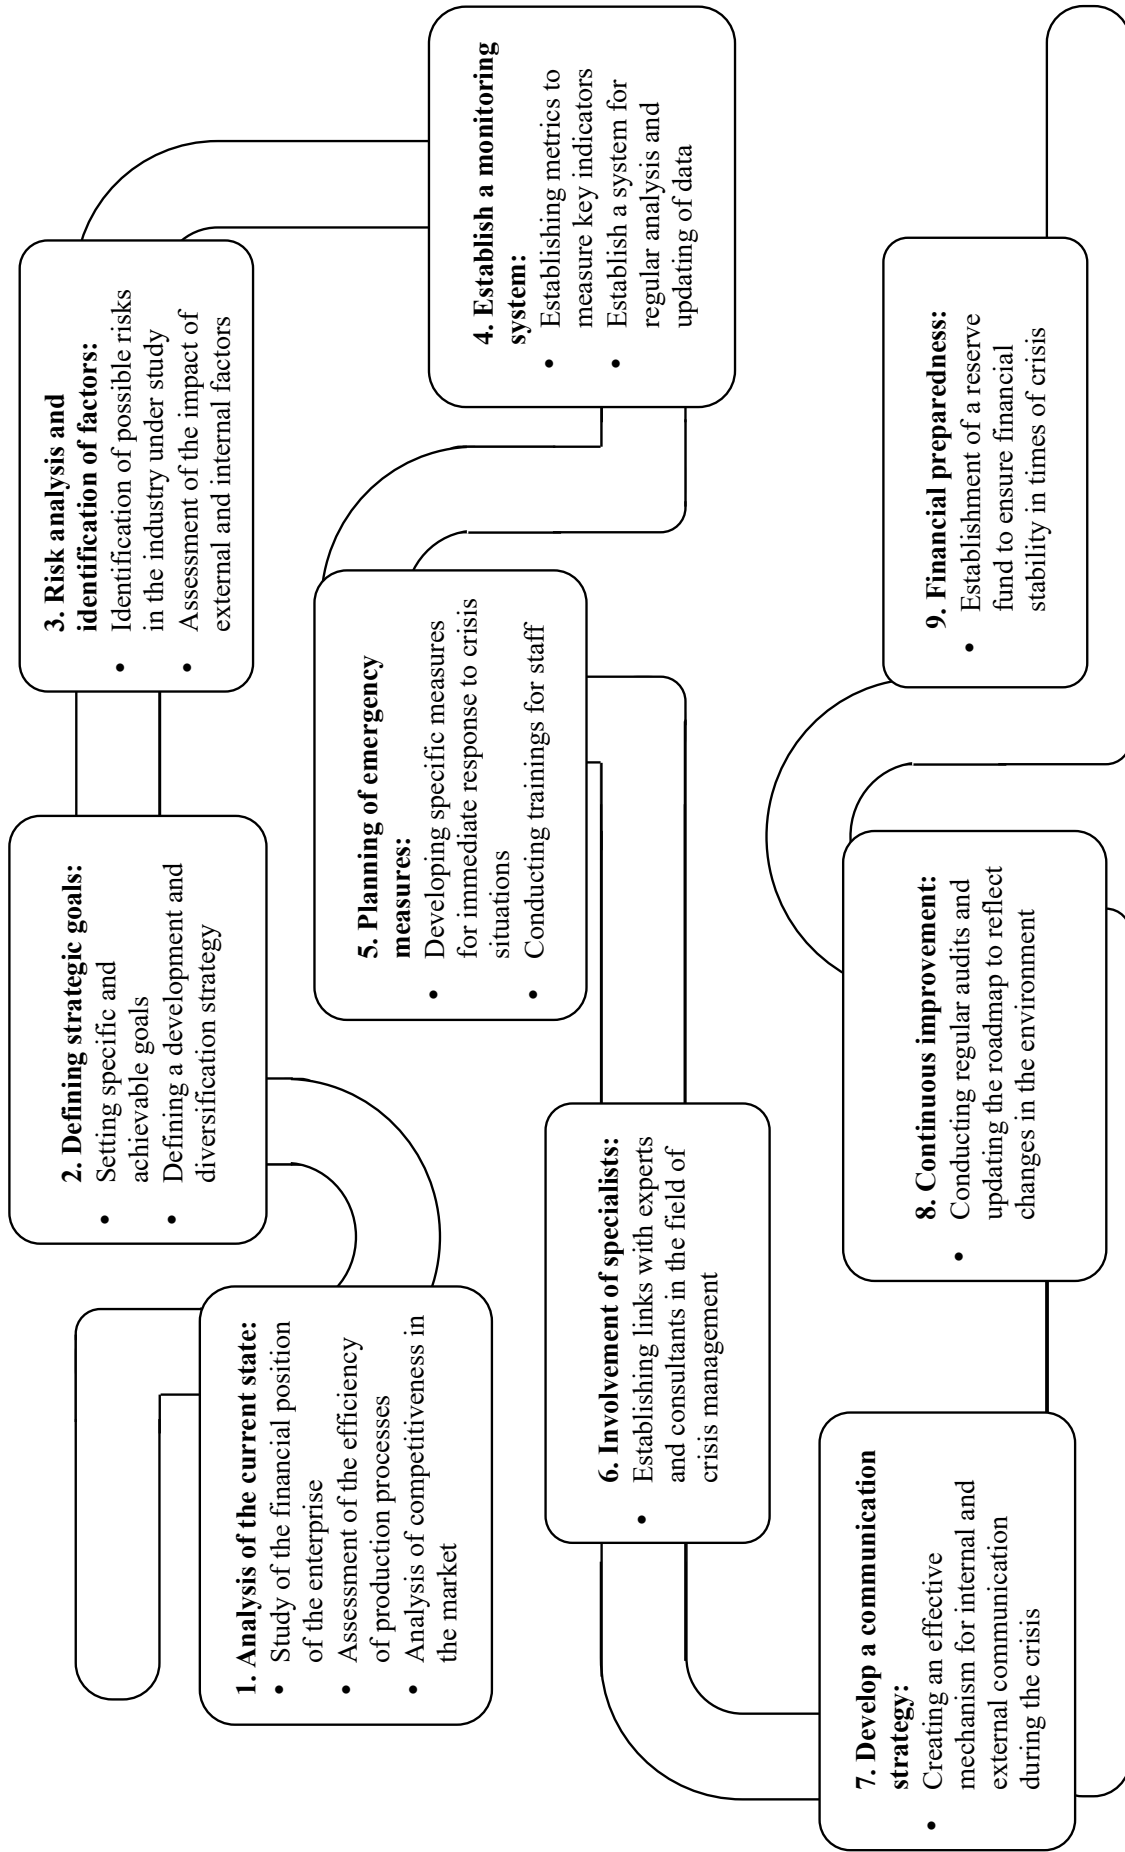 1. Analysis of the current state:
• Study of the financial position
of the enterprise
• Assessment of the efficiency
of production processes
• Analysis of competitiveness in
the market
2. Defining strategic goals:
• Setting specific and
achievable goals
• Defining a development and
diversification strategy
3. Risk analysis and
identification of factors:
• Identification of possible risks
in the industry under study
• Assessment of the impact of
external and internal factors
4. Establish a monitoring
system:
• Establishing metrics to
measure key indicators
• Establish a system for
regular analysis and
updating of data
5. Planning of emergency
measures:
• Developing specific measures
for immediate response to crisis
situations
• Conducting trainings for staff
6. Involvement of specialists:
• Establishing links with experts
and consultants in the field of
crisis management
7. Develop a communication
strategy:
• Creating an effective
mechanism for internal and
external communication
during the crisis
8. Continuous improvement:
• Conducting regular audits and
updating the roadmap to reflect
changes in the environment
9. Financial preparedness:
• Establishment of a reserve
fund to ensure financial
stability in times of crisis